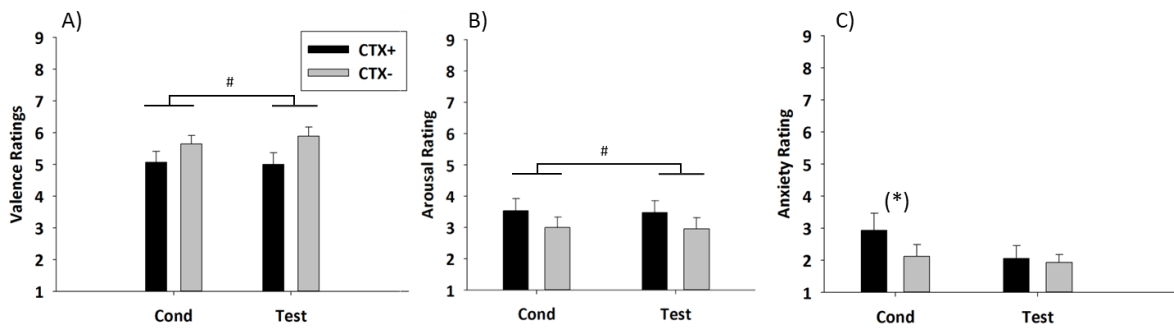 A)
Valence Ratings
9
8
7
6
5
4
3
2
1
#
CTX+
CTX-
Cond Test
B)
Arousal Rating
9
8
7
6
5
4
3
2
1
#
Cond Test
C)
Anxiety Rating
9
8
7
6
5
4
3
2
1
(*)
Cond Test